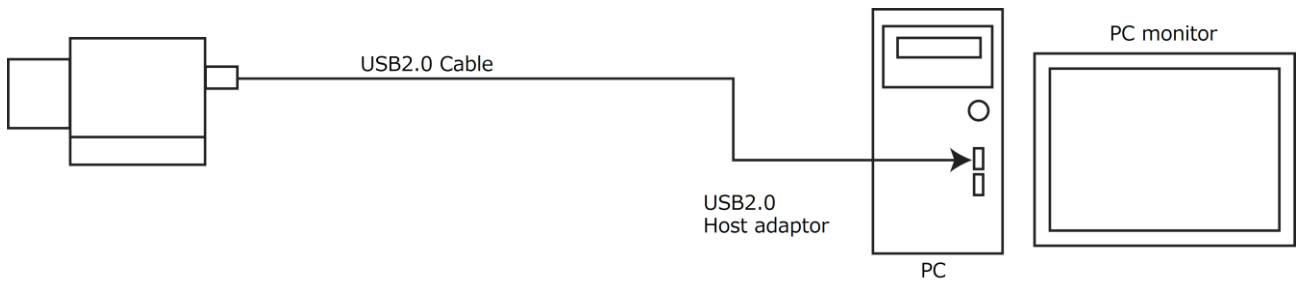 PC monitor
USB2.0 Cable
USB2.0
Host adaptor
PC